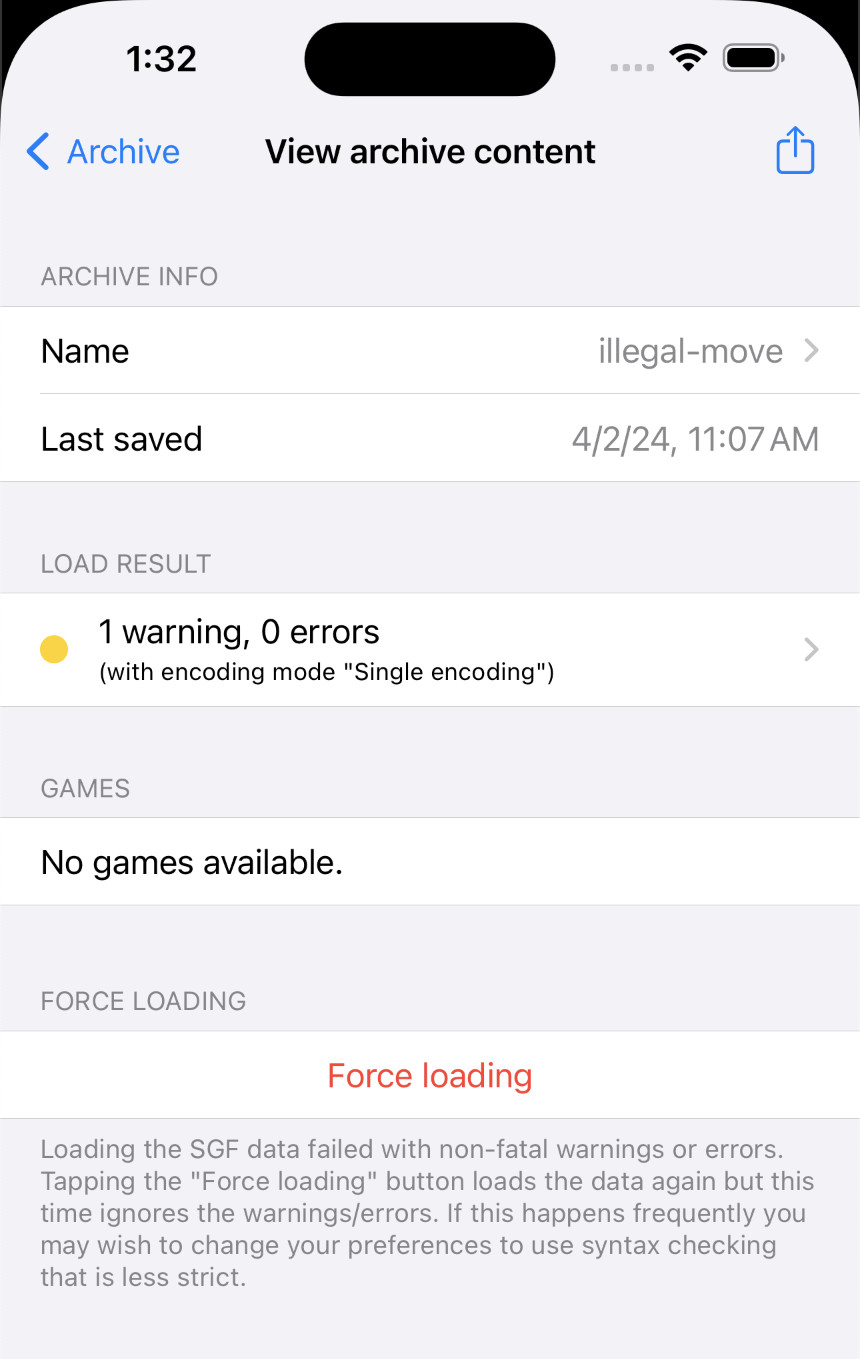 1:32
Archive
View archive content
ARCHIVE INFO
Name illegal-move
Last saved 4/2/24, 11:07 AM
LOAD RESULT
1 warning, 0 errors
(with encoding mode "Single encoding")
GAMES
No games available.
FORCE LOADING
Force loading
Loading the SGF data failed with non-fatal warnings or errors.
Tapping the "Force loading" button loads the data again but this
time ignores the warnings/errors. If this happens frequently you
may wish to change your preferences to use syntax checking
that is less strict.